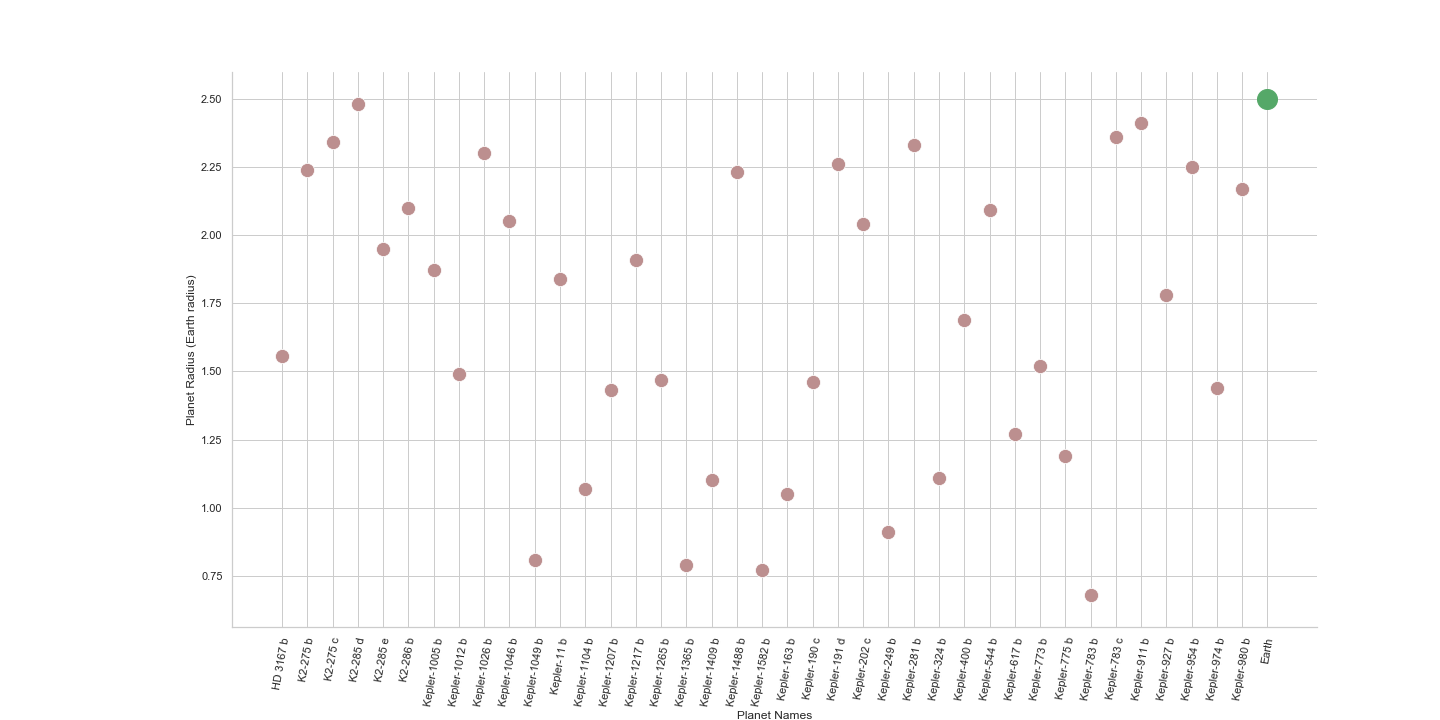 2.50
2.25
2.00
1.75
1.50
1.25
1.00
0.75
Planet Radius (Earth radius)
HD 3167 b
K2-275 b
K2-275 c
K2-285 d
K2-285 e
K2-286 b
Kepler-1005 b
Kepler-1012 b
Kepler-1026 b
Kepler-1046 b
Kepler-1049 b
Kepler-11 b
Kepler-1104 b
Kepler-1207 b
Kepler-1217 b
Kepler-1265 b
Kepler-1365 b
Kepler-1409 b
Kepler-1488 b
Kepler-1582 b
Kepler-163 b
Kepler-190 c
Kepler-191 d
Kepler-202 c
Kepler-249 b
Kepler-281 b
Kepler-324 b
Kepler-400 b
Kepler-544 b
Kepler-617 b
Kepler-773 b
Kepler-775 b
Kepler-783 b
Kepler-783 c
Kepler-911 b
Kepler-927 b
Kepler-954 b
Kepler-974 b
Kepler-980 b
Earth
Planet Names